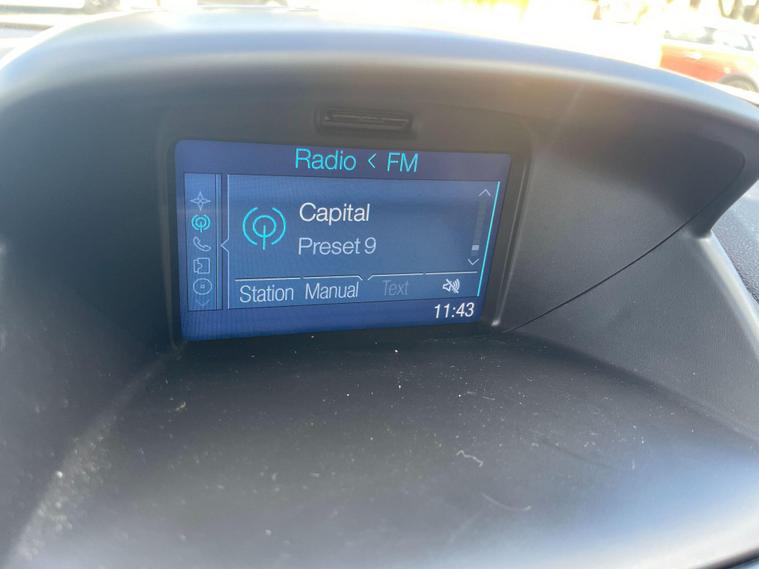 Radio < FM
Capital
Preset 9
Station Manual Text
11:43